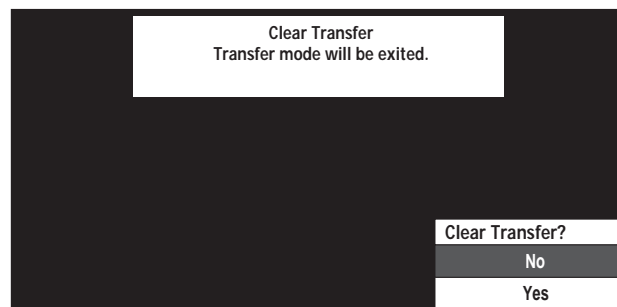 Clear Transfer
Transfer mode will be exited.
Clear Transfer?
No
Yes